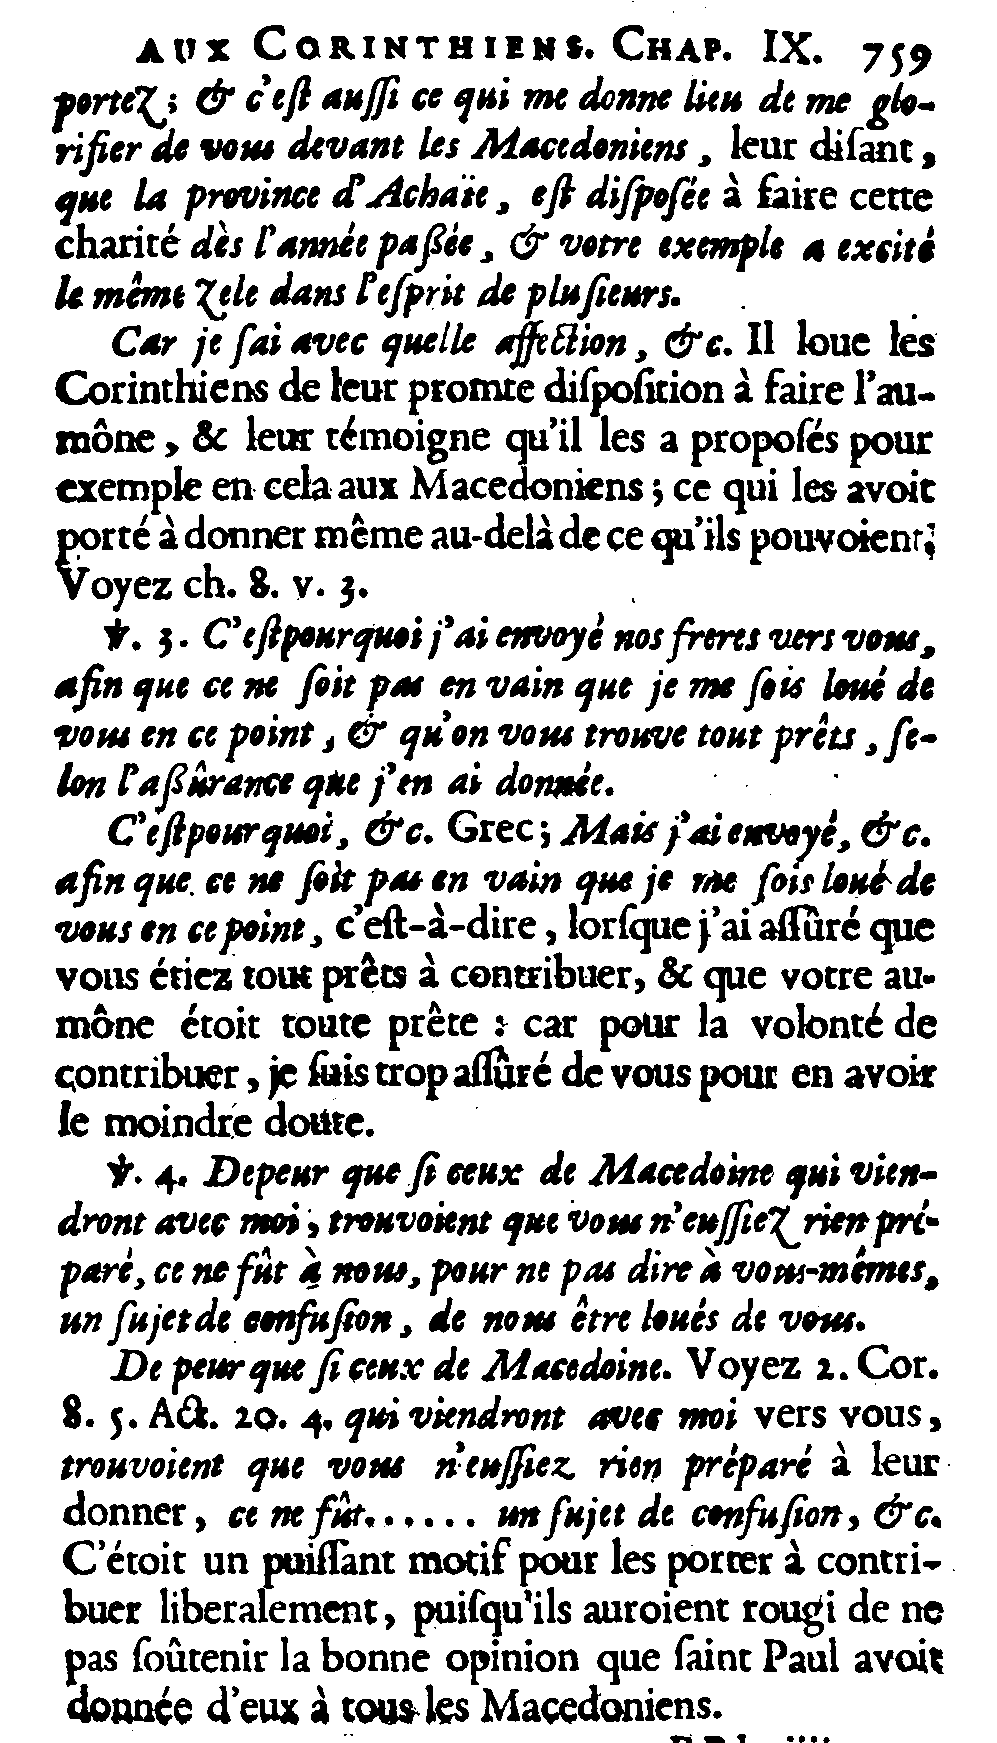 AUX CORINTHIENS. CHAP. IX. 759
portez; & c'eſt auſſi ce qui me donne lieu de me glo-
rifier de vous devant les Macedoniens, leur diſant,
que la province d'Achaïe, eſt diſpoſée à faire cette
charité dès l'année paßée, & votre exemple a excité
le même zele dans l'eſprit de pluſieurs.
Car je ſai avec quelle affection, &c. Il loue les
Corinthiens de leur promte diſpoſition à faire l'au-
mône, & leur témoigne qu'il les a propoſés pour
exemple en cela aux Macedoniens; ce qui les avoit
porté à donner même au-delà de ce qu'ils pouvoient;
Voyez ch. 8. v. 3.
℣. 3. C'eſtpourquoi j'ai envoyé nos freres vers vous,
afin que ce ne ſoit pas en vain que je me ſois loué de
vous en ce point, & qu'on vous trouve tout prêts, ſe-
lon l'aßûrance que j'en ai donnée.
C'eſtpourquoi, &c. Grec; Mais j'ai envoyé, &c.
afin que ce ne ſoit pas en vain que je me ſois loué de
vous en ce point, c'eſt-à-dire, lorſque j'ai aſſûré que
vous étiez tout prêts à contribuer, & que votre au-
mône étoit toute prête : car pour la volonté de
contribuer, je ſuis trop aſſûré de vous pour en avoir
le moindre doute.
℣. 4. Depeur que ſi ceux de Macedoine qui vien-
dront avec moi, trouvoient que vous n'euſſiez rien pré-
paré, ce ne fût à nous, pour ne pas dire à vous-mêmes,
un ſujet de confuſion, de nous être loués de vous.
De peur que ſi ceux de Macedoine. Voyez 2. Cor.
8. 5. Act. 20. 4. qui viendront avec moi vers vous,
trouvoient que vous n'euſſiez rien préparé à leur
donner, ce ne fût...... un ſujet de confuſion, &c.
C'étoit un puiſſant motif pour les porter à contri-
buer liberalement, puiſqu'ils auroient rougi de ne
pas ſoûtenir la bonne opinion que ſaint Paul avoit
donnée d'eux à tous les Macedoniens.